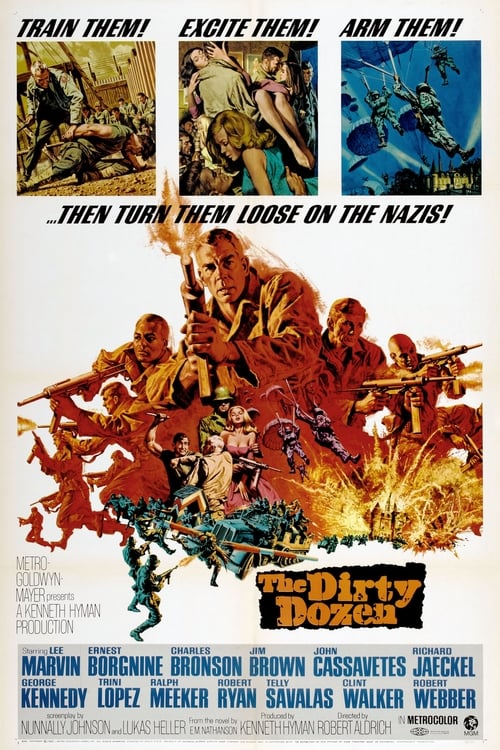 TRAIN THEM!
EXCITE THEM!
ARM THEM!
...THEN TURN THEM LOOSE ON THE NAZIS!
METRO-
GOLDWYN-
MAYER presents
A KENNETH HYMAN
PRODUCTION
The Dirty
Dozen
Starring LEE MARVIN
ERNEST BORGNINE
CHARLES BRONSON
JIM BROWN
JOHN CASSAVETES
RICHARD JAECKEL
GEORGE KENNEDY
TRINI LOPEZ
RALPH MEEKER
ROBERT RYAN
TELLY SAVALAS
CLINT WALKER
ROBERT WEBBER
screenplay by
NUNNALLY JOHNSON and LUKAS HELLER
From the novel by
E.M. NATHANSON
Produced by
KENNETH HYMAN
Directed by
ROBERT ALDRICH
IN METROCOLOR
MGM